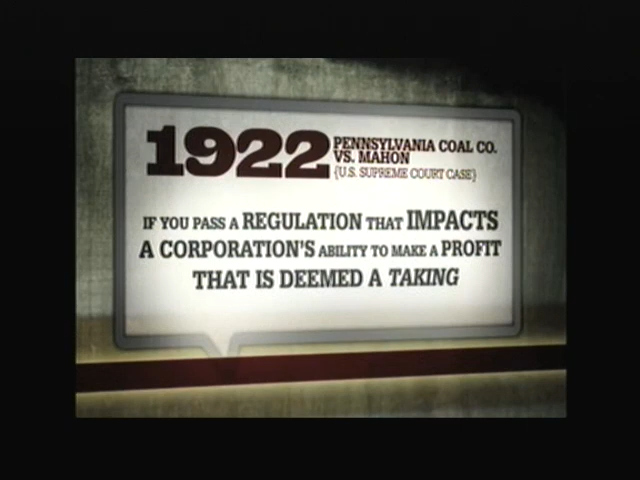 1922 PENNSYLVANIA COAL CO.
VS. MAHON
{U.S. SUPREME COURT CASE}
IF YOU PASS A REGULATION THAT IMPACTS
A CORPORATION'S ABILITY TO MAKE A PROFIT
THAT IS DEEMED A TAKING